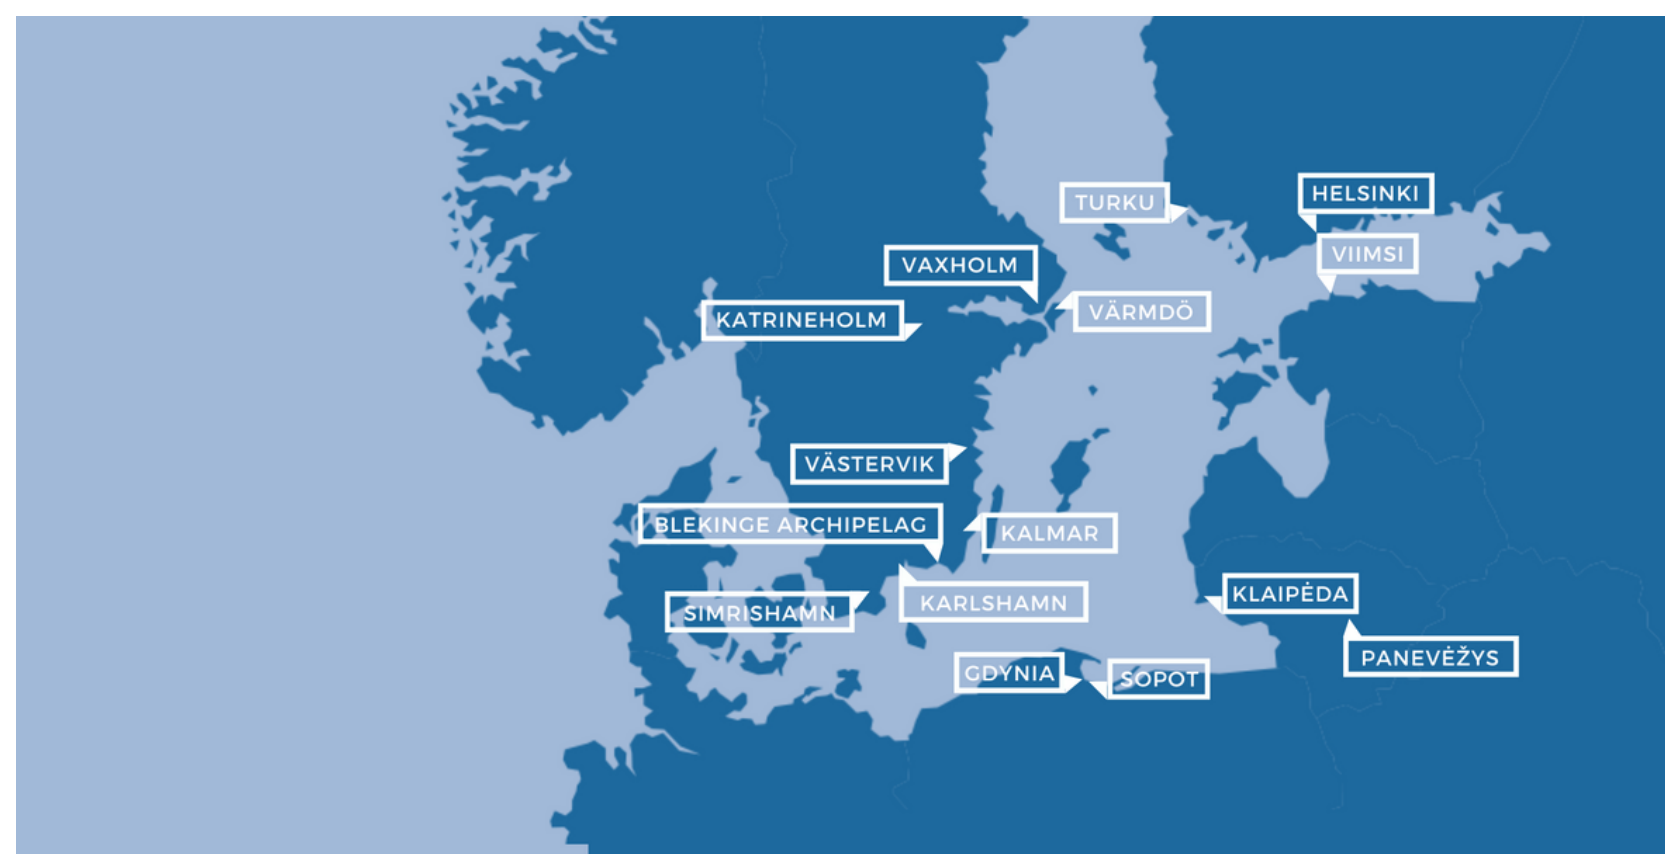 HELSINKI
TURKU
VIIMSI
VAXHOLM
VÄRMDÖ
KATRINEHOLM
VÄSTERVIK
BLEKINGE ARCHIPELAG
KALMAR
KLAIPĖDA
KARLSHAMN
SIMRISHAMN
PANEVĖŽYS
GDYNIA
SOPOT